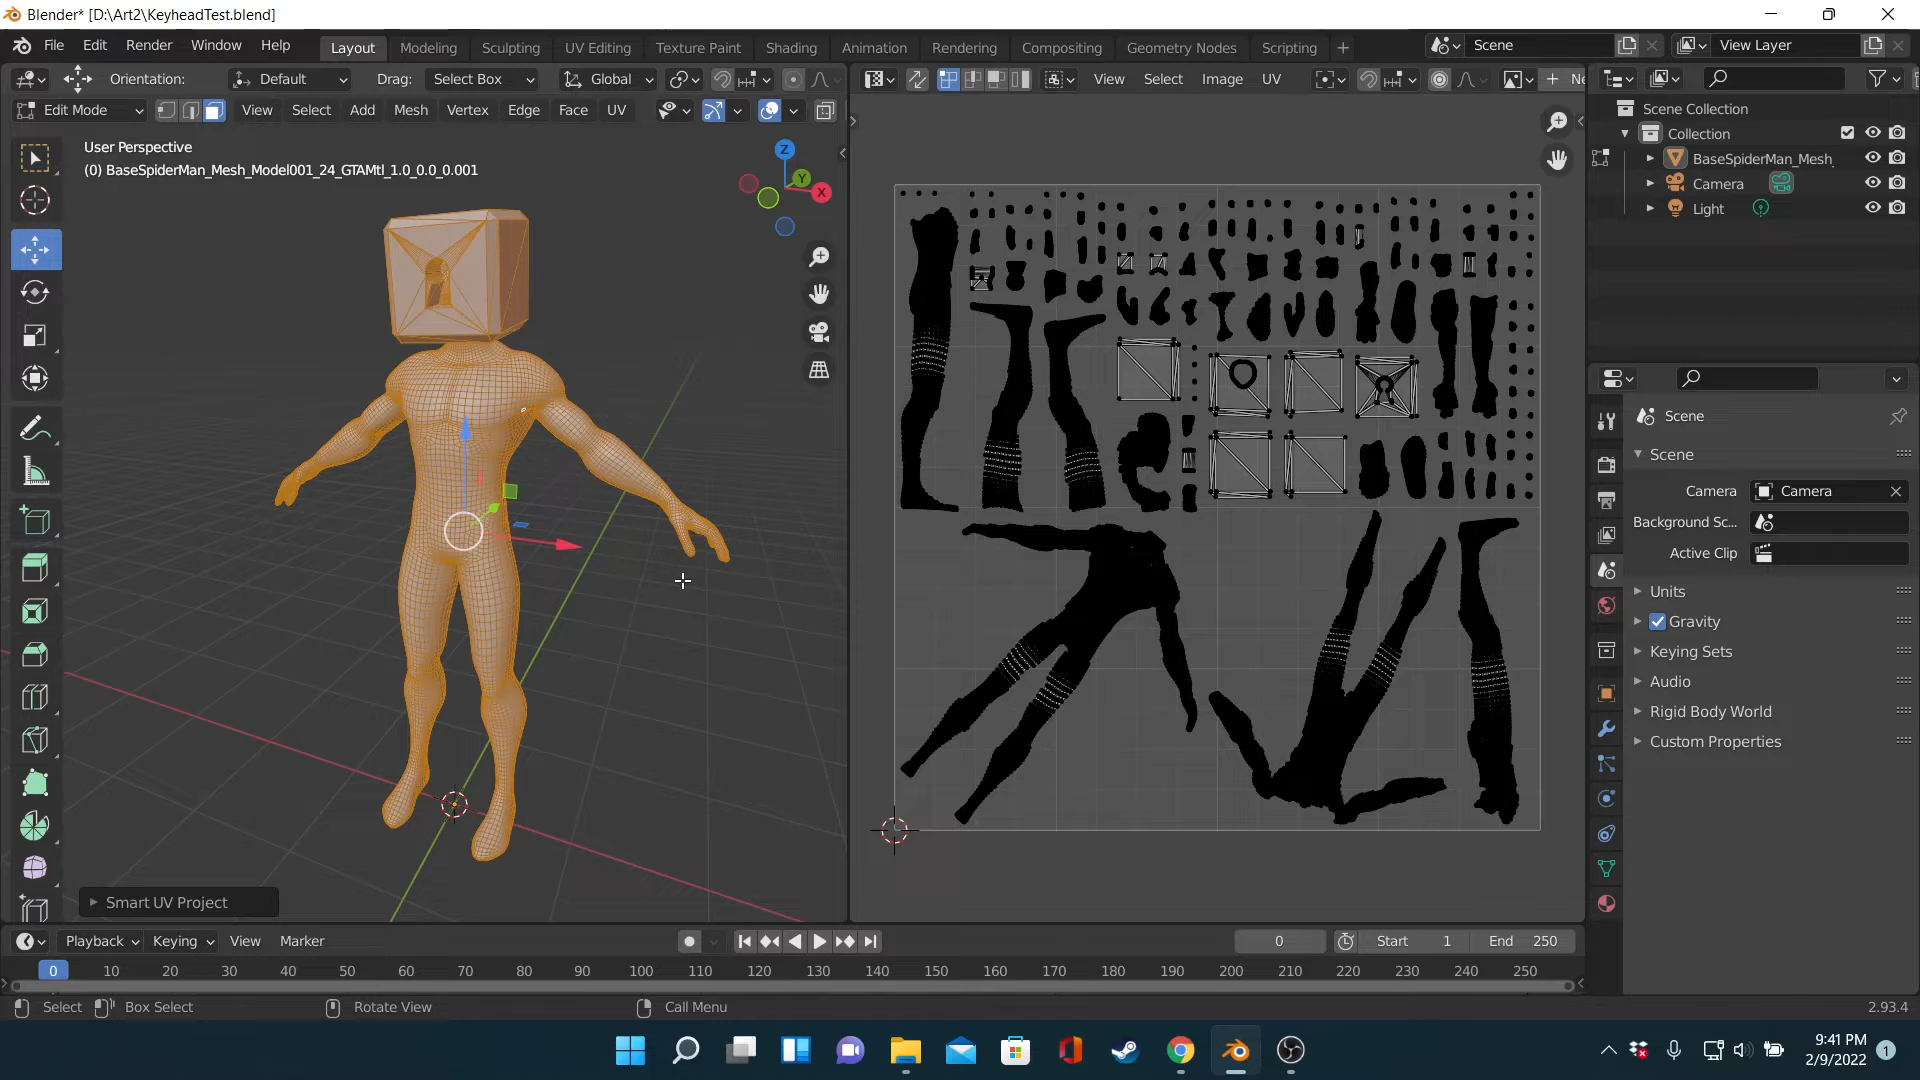 Blender* [D:\Art2\KeyheadTest.blend]
File Edit Render Window Help Layout Modeling Sculpting UV Editing Texture Paint Shading Animation Rendering Compositing Geometry Nodes Scripting Scene View Layer
Orientation: Default Drag: Select Box Global View Select Image UV Ne
Edit Mode View Select Add Mesh Vertex Edge Face UV
Scene Collection
Collection
BaseSpiderMan_Mesh_
Camera
Light
User Perspective
(0) BaseSpiderMan_Mesh_Model001_24_GTAMtl_1.0_0.0_0.001
Z
Y
X
Scene
Scene
Camera Camera
Background Sc...
Active Clip
Units
Gravity
Keying Sets
Audio
Rigid Body World
Custom Properties
Smart UV Project
Playback Keying View Marker 0 Start 1 End 250
0 10 20 30 40 50 60 70 80 90 100 110 120 130 140 150 160 170 180 190 200 210 220 230 240 250
Select Box Select Rotate View Call Menu 2.93.4
9:41 PM
2/9/2022
1